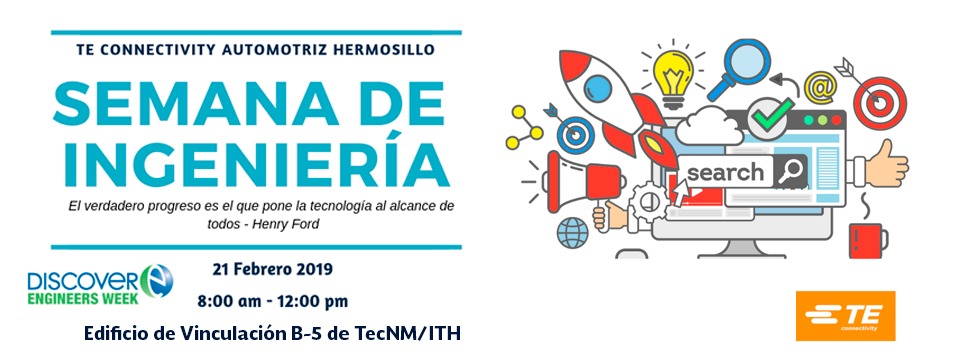 TE CONNECTIVITY AUTOMOTRIZ HERMOSILLO
SEMANA DE
INGENIERÍA
El verdadero progreso es el que pone la tecnología al alcance de
todos - Henry Ford
DISCOVER e
ENGINEERS WEEK
21 Febrero 2019
8:00 am - 12:00 pm
Edificio de Vinculación B-5 de TecNM/ITH
@
search
TE
connectivity